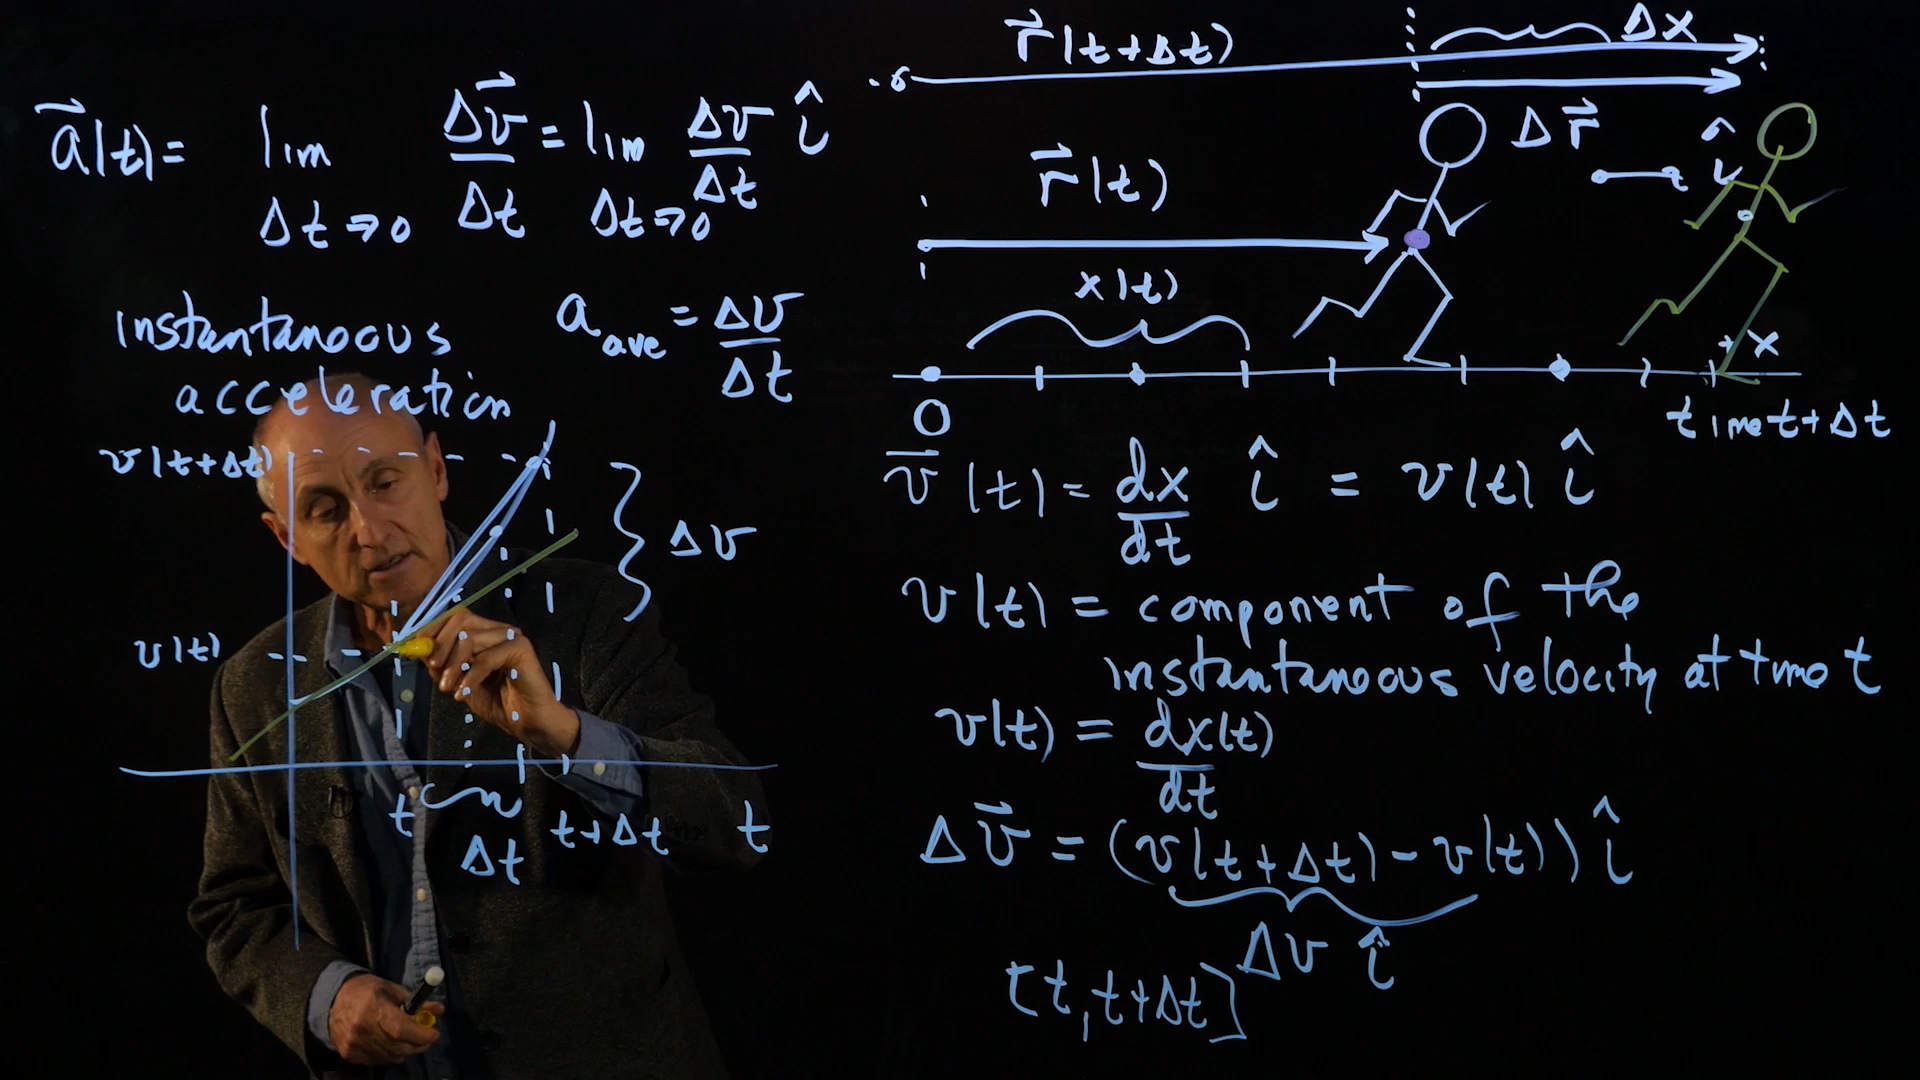 a⃗(t) = lim Δt→0 Δv⃗/Δt = lim Δt→0 Δv/Δt î
instantaneous
acceleration
a_ave = Δv/Δt
v(t+Δt)
Δv
v(t)
t
Δt
t+Δt
t
r⃗(t+Δt)
Δx
Δr⃗
î
r⃗(t)
x(t)
+x
0
time t+Δt
v⃗(t) = dx/dt î = v(t) î
v(t) = component of the
instantaneous velocity at time t
v(t) = dx(t)/dt
Δv⃗ = (v(t+Δt) - v(t)) î
Δv î
[t, t+Δt]